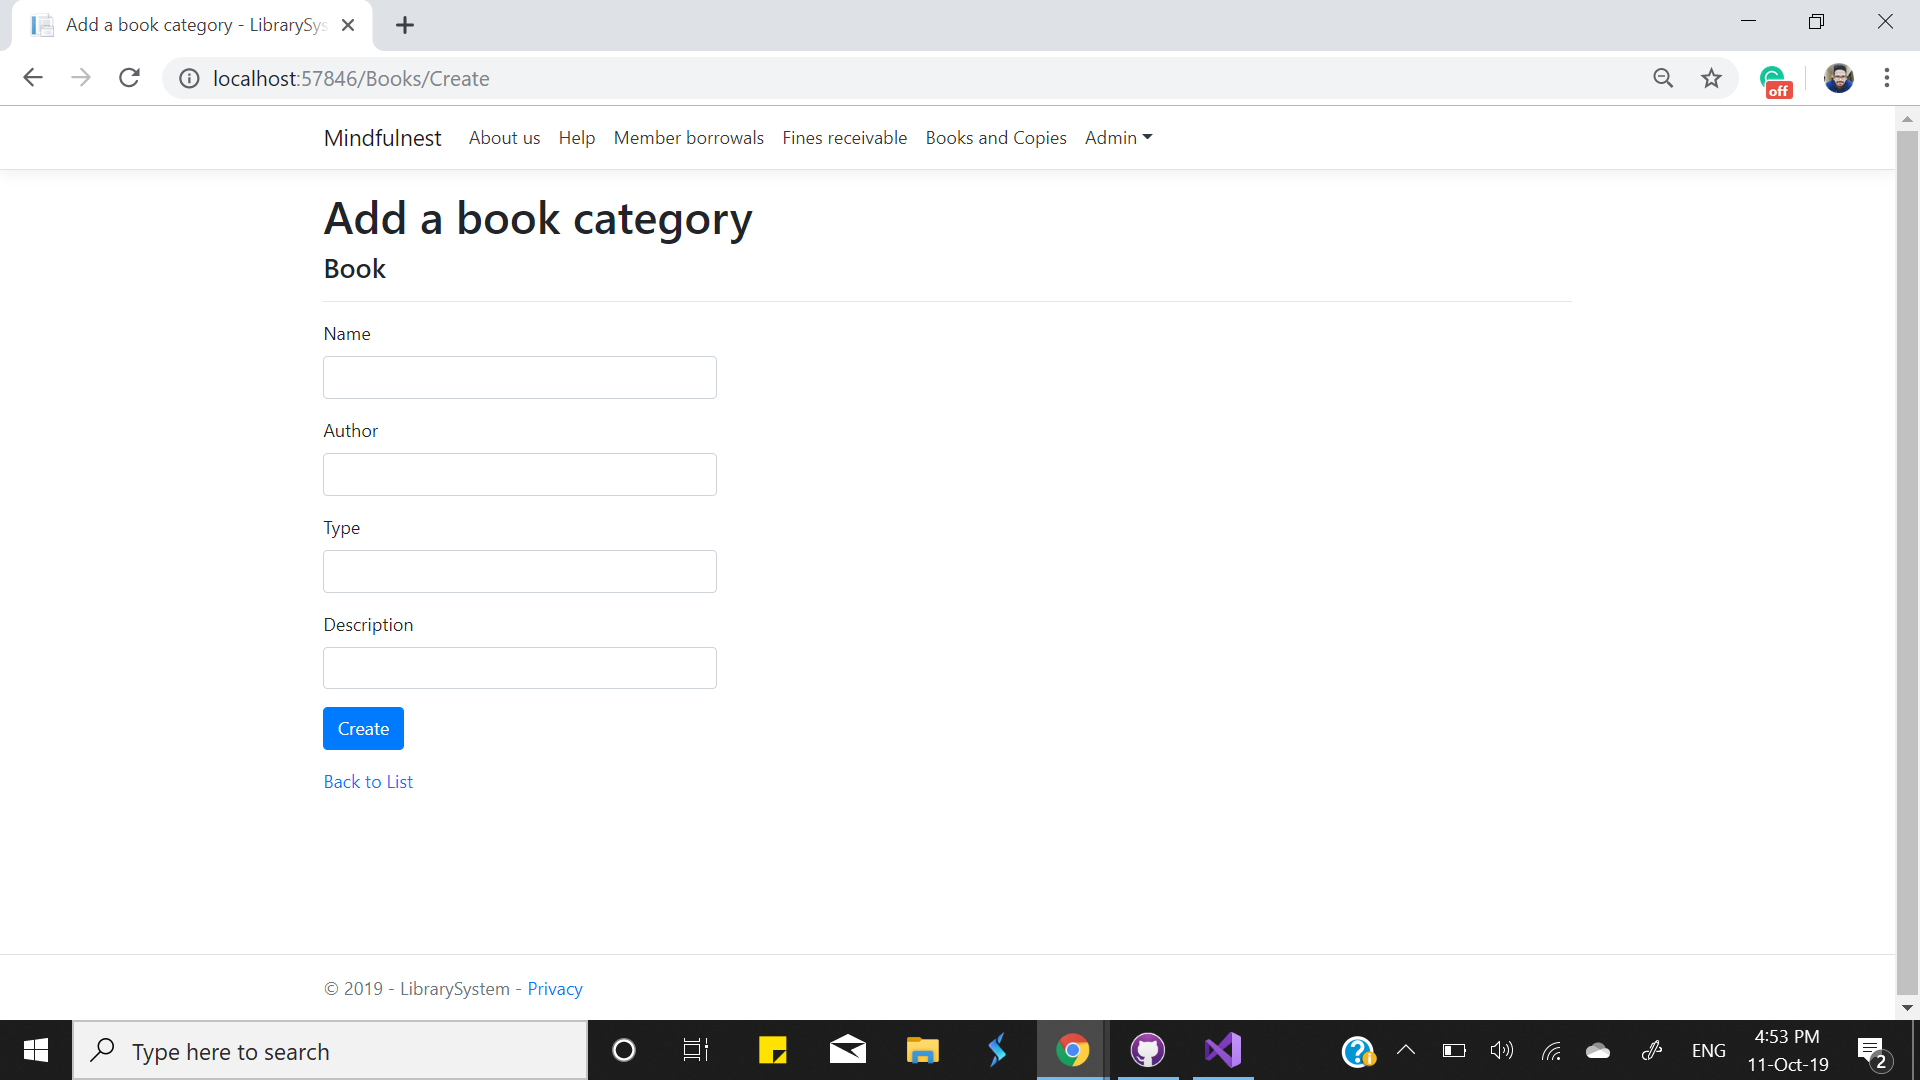 Add a book category - LibrarySys
localhost:57846/Books/Create
off
Mindfulnest About us Help Member borrowals Fines receivable Books and Copies Admin
Add a book category
Book
Name
Author
Type
Description
Create
Back to List
© 2019 - LibrarySystem - Privacy
Type here to search
ENG
4:53 PM
11-Oct-19
2